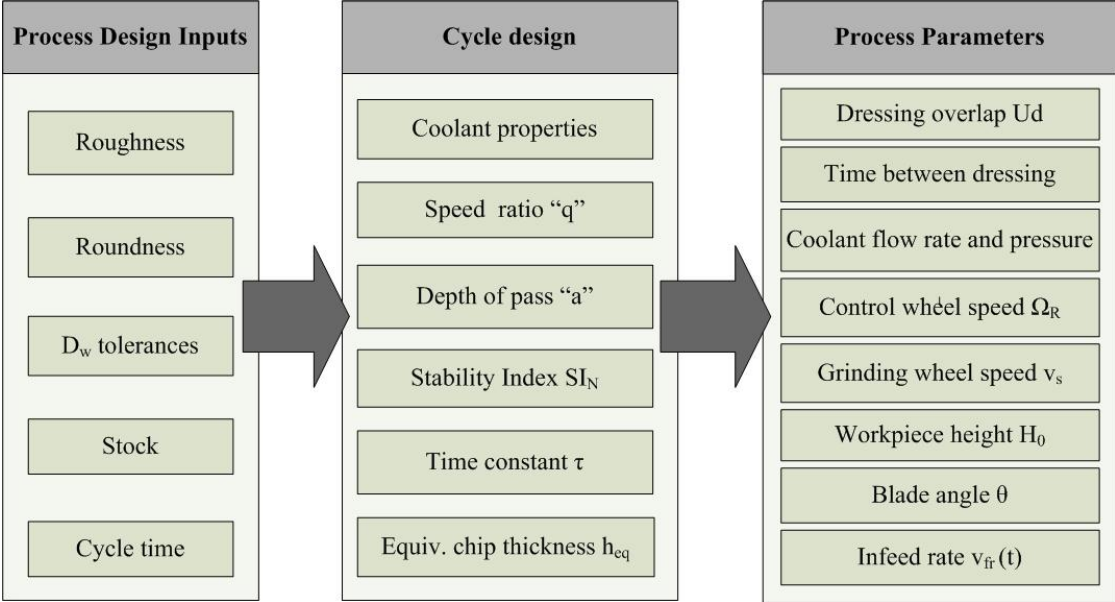 Process Design Inputs
Roughness
Roundness
Dw tolerances
Stock
Cycle time
Cycle design
Coolant properties
Speed ratio “q”
Depth of pass “a”
Stability Index SIN
Time constant τ
Equiv. chip thickness heq
Process Parameters
Dressing overlap Ud
Time between dressing
Coolant flow rate and pressure
Control wheel speed ΩR
Grinding wheel speed vs
Workpiece height H0
Blade angle θ
Infeed rate vfr (t)